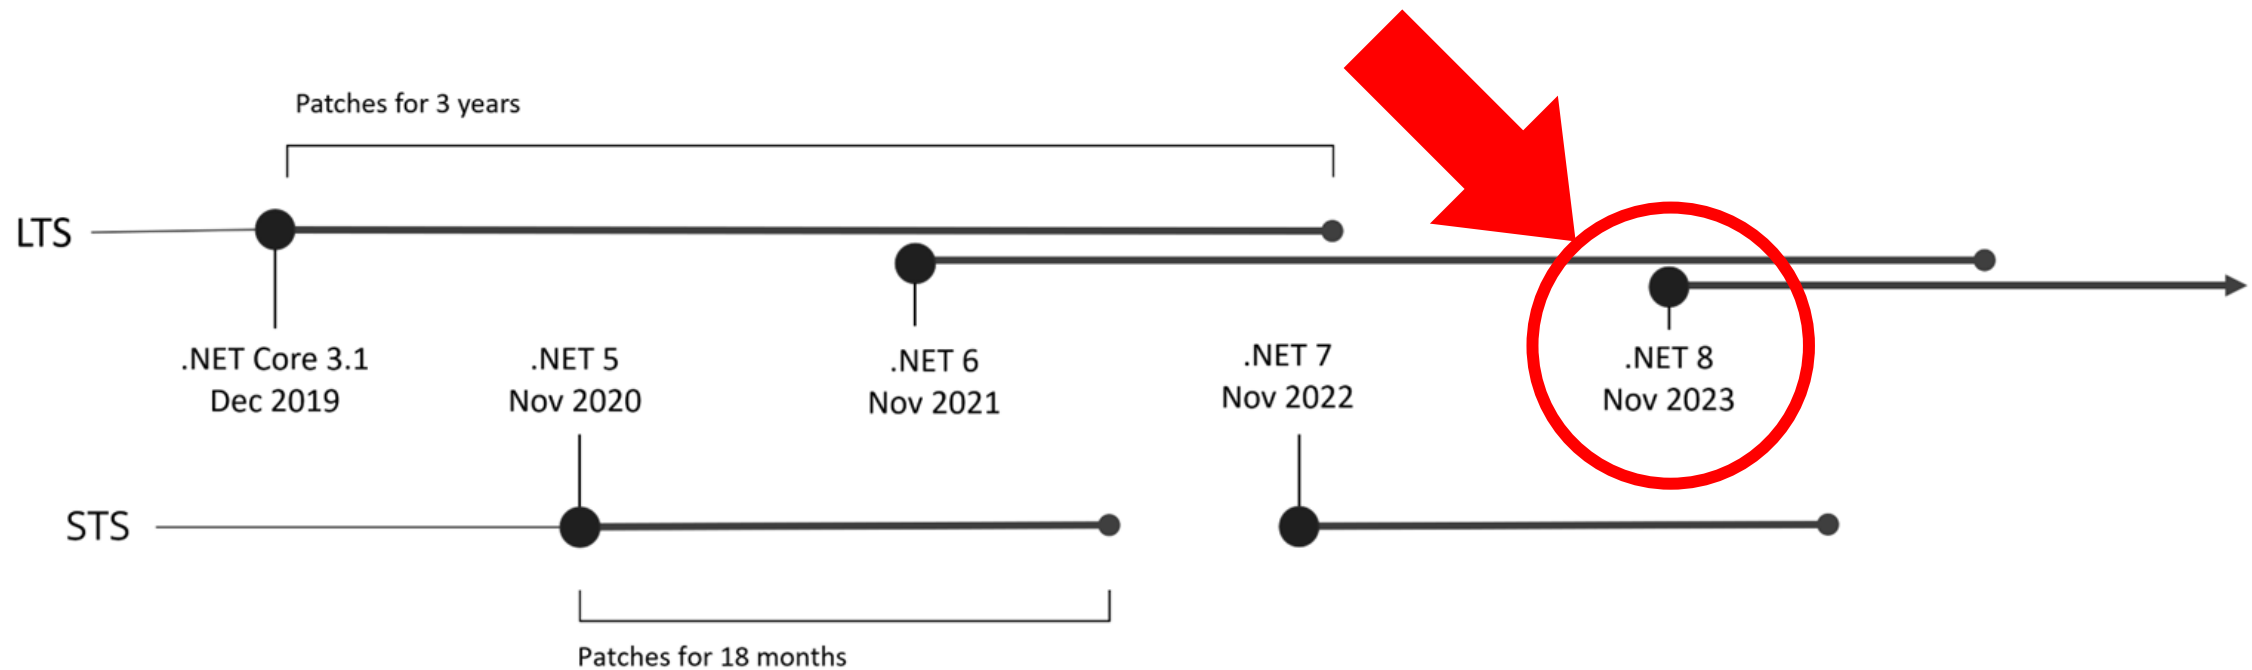 Patches for 3 years
LTS
.NET Core 3.1
Dec 2019
.NET 5
Nov 2020
.NET 6
Nov 2021
.NET 7
Nov 2022
.NET 8
Nov 2023
STS
Patches for 18 months